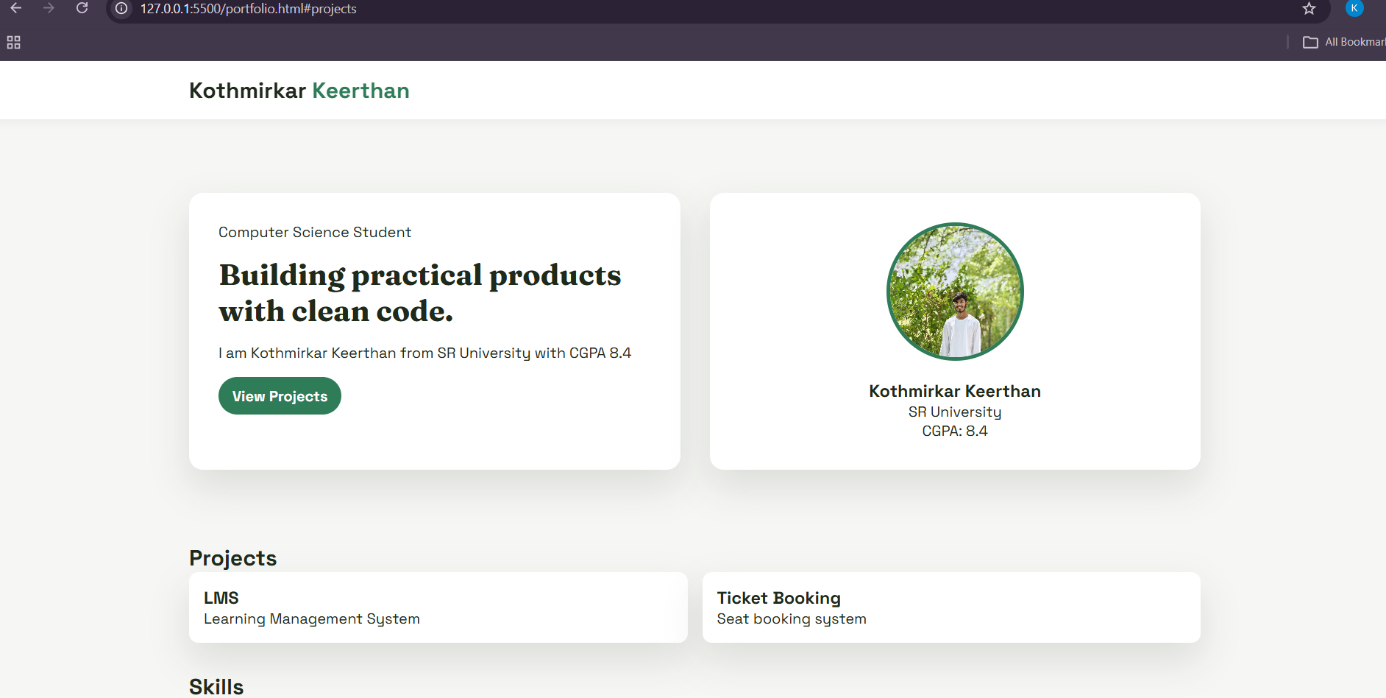 127.0.0.1:5500/portfolio.html#projects
K
All Bookmar
Kothmirkar Keerthan
Computer Science Student
Building practical products
with clean code.
I am Kothmirkar Keerthan from SR University with CGPA 8.4
View Projects
Kothmirkar Keerthan
SR University
CGPA: 8.4
Projects
LMS
Learning Management System
Ticket Booking
Seat booking system
Skills